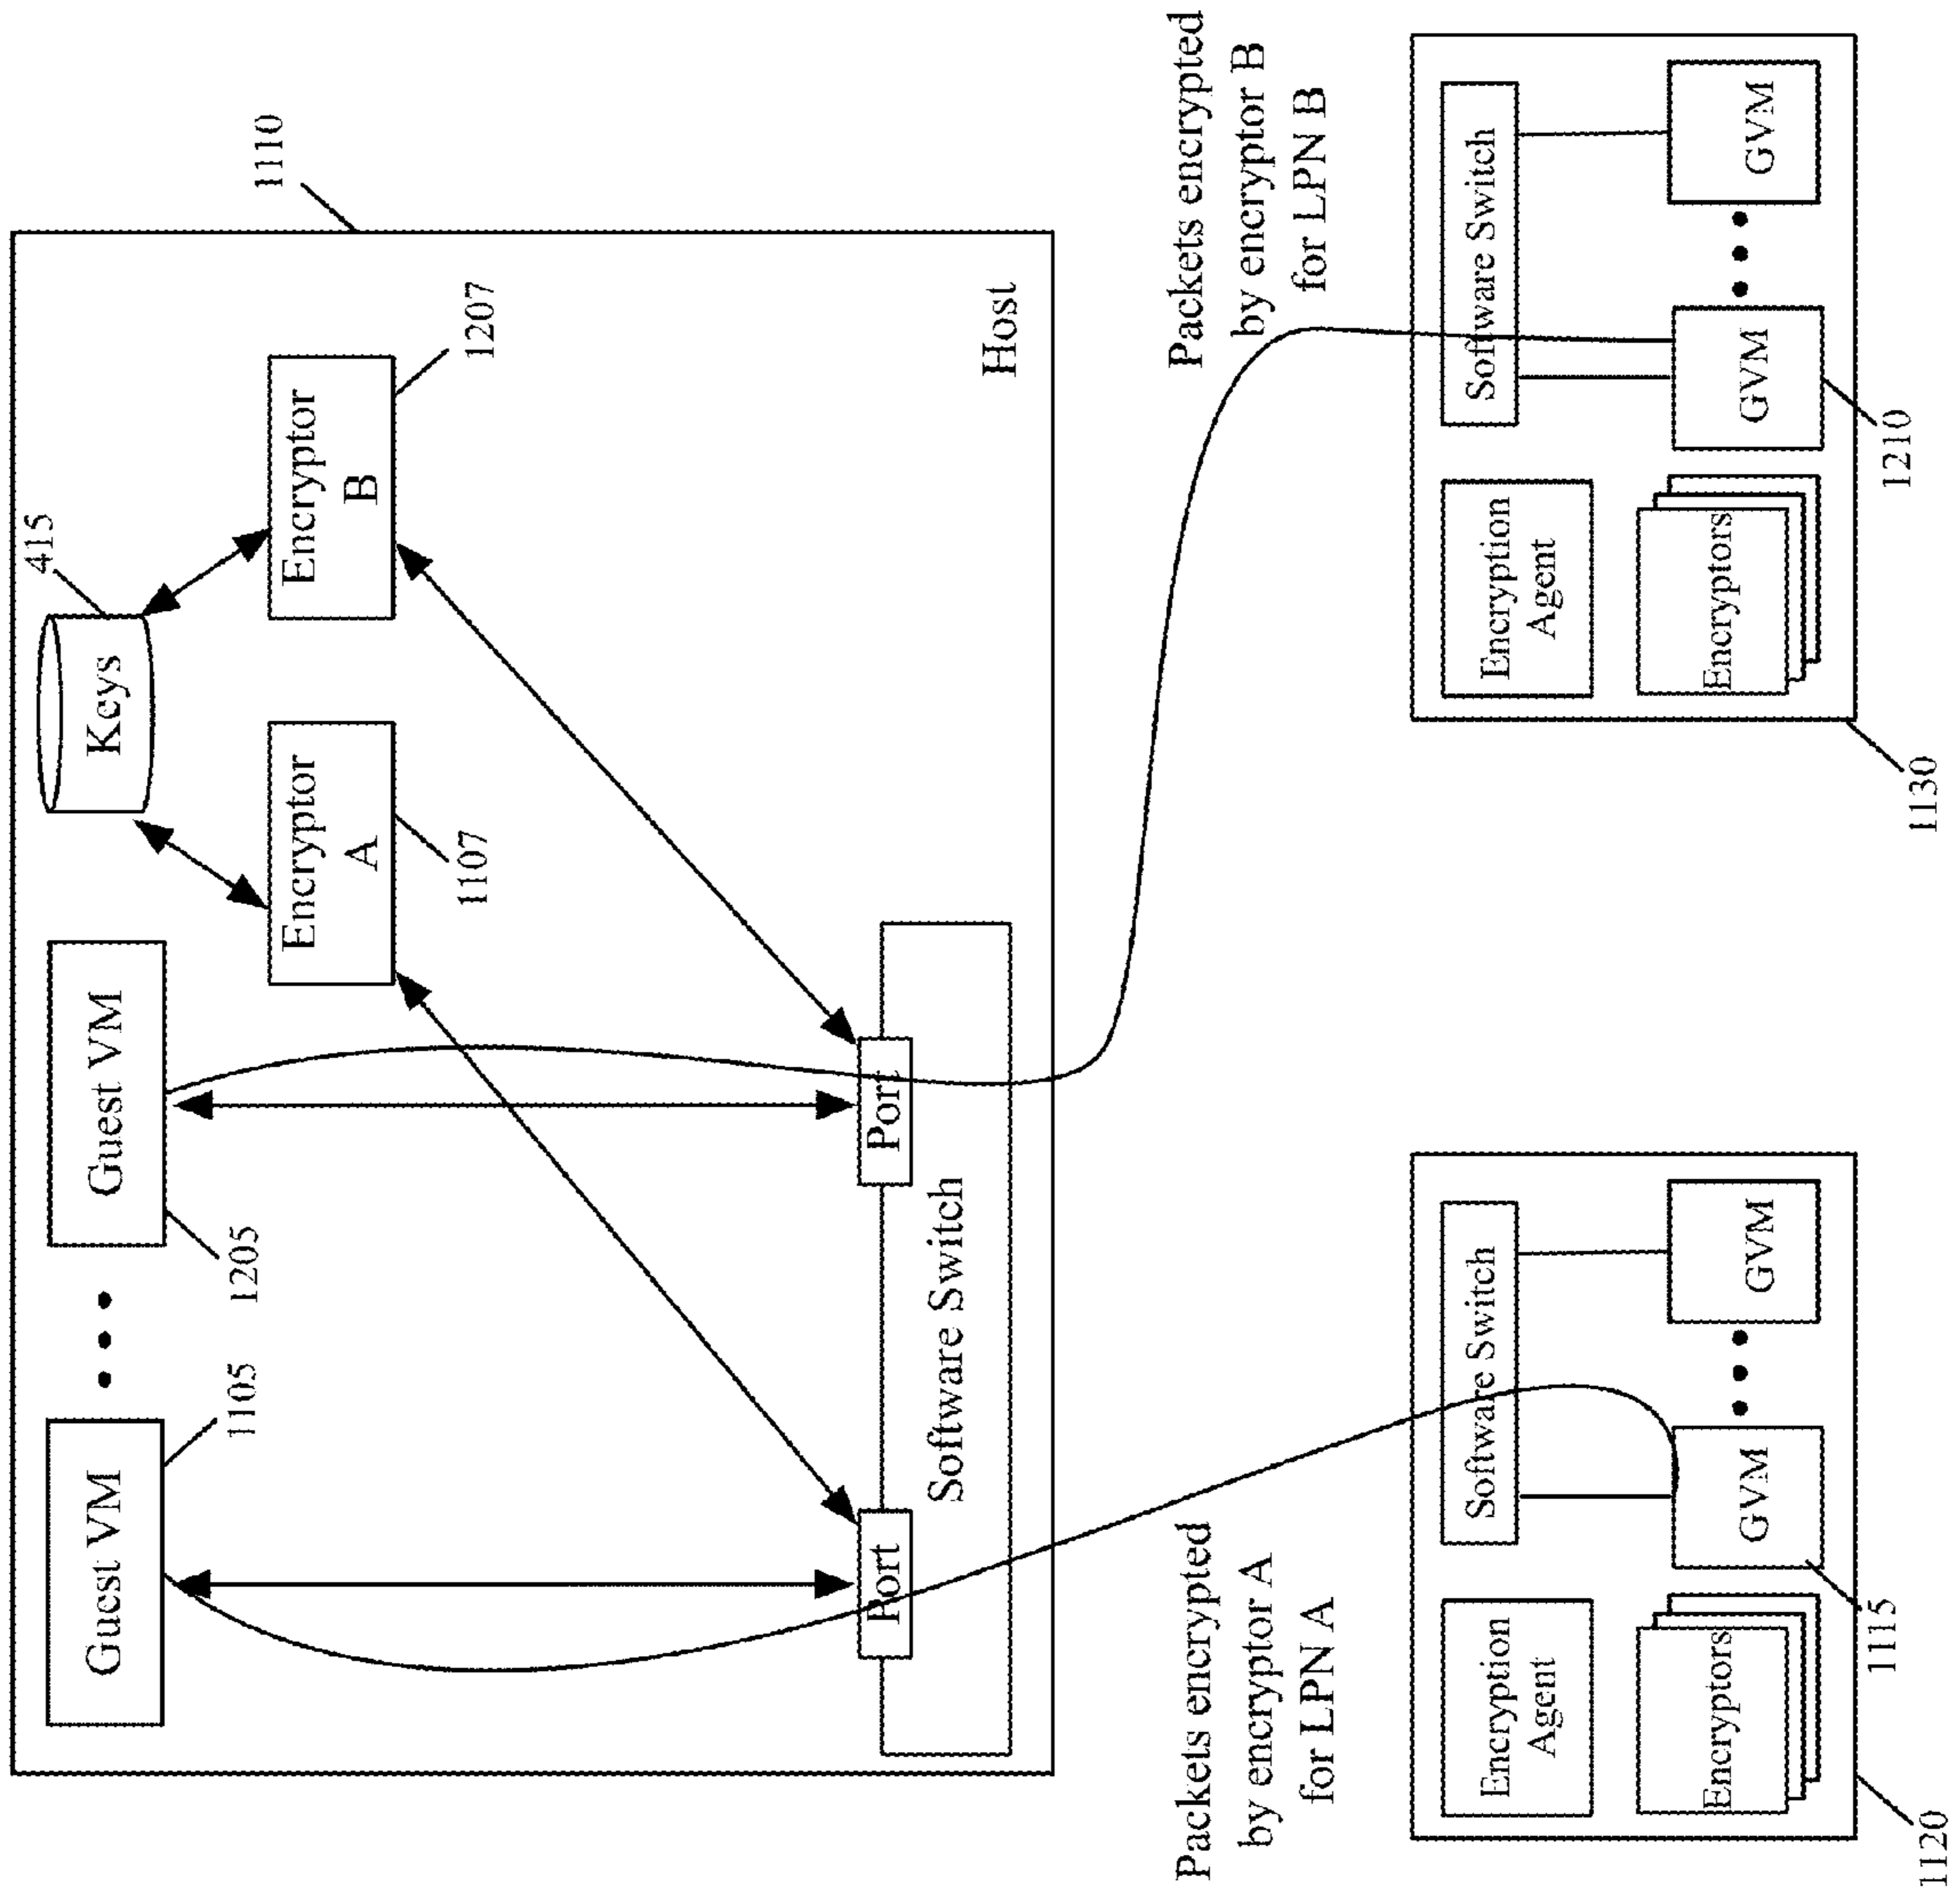 1110
415
Guest VM
Guest VM
Keys
1105
1205
Encryptor
A
Encryptor
B
1107
1207
Port
Port
Software Switch
Host
Packets encrypted
by encryptor A
for LPN A
Packets encrypted
by encryptor B
for LPN B
Encryption
Agent
Software Switch
Encryptors
GVM
GVM
1115
1120
Encryption
Agent
Software Switch
Encryptors
GVM
GVM
1210
1130